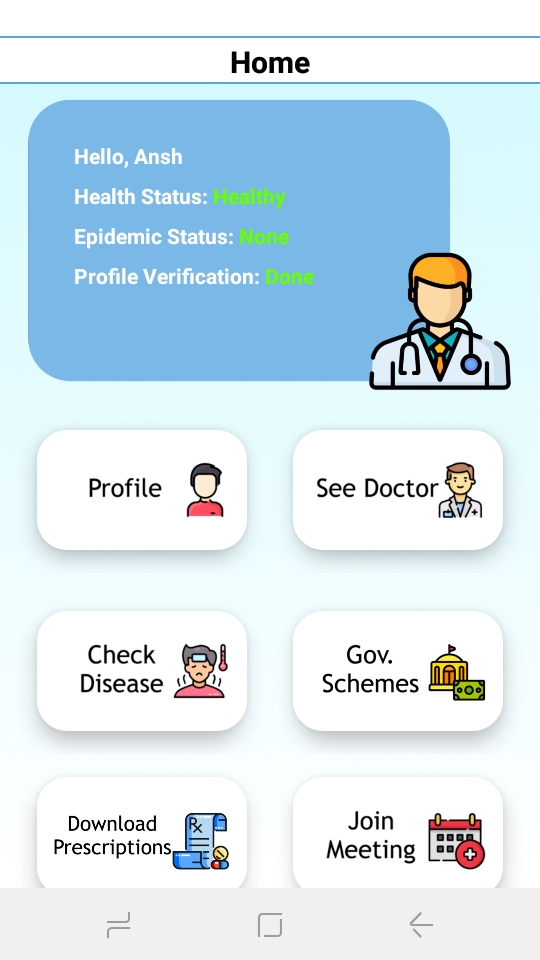 Home
Hello, Ansh
Health Status: Healthy
Epidemic Status: None
Profile Verification: Done
Profile
See Doctor
Check
Disease
Gov.
Schemes
Download
Prescriptions
Rx
Join
Meeting